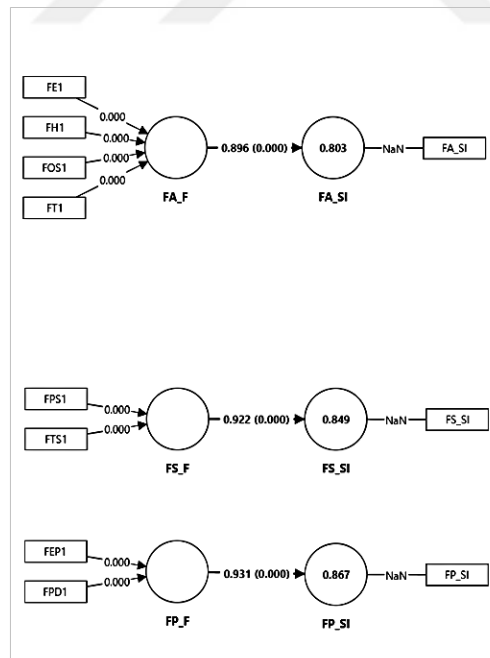 FE1
0.000
FH1
0.000
0.896 (0.000)
0.803
NaN
FA_SI
FOS1
0.000
0.000
FT1
FA_F
FA_SI
FPS1
0.000
0.922 (0.000)
0.849
NaN
FS_SI
FTS1
0.000
FS_F
FS_SI
FEP1
0.000
0.931 (0.000)
0.867
NaN
FP_SI
FPD1
0.000
FP_F
FP_SI